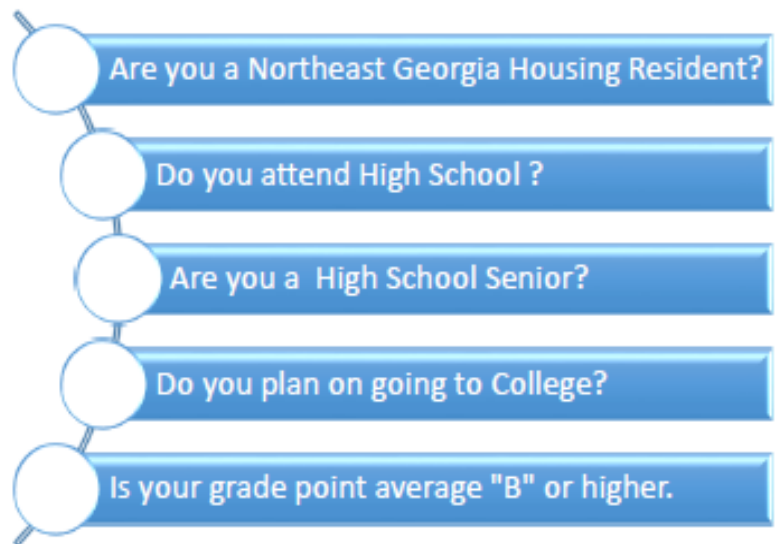 Are you a Northeast Georgia Housing Resident?
Do you attend High School ?
Are you a  High School Senior?
Do you plan on going to College?
Is your grade point average "B" or higher.